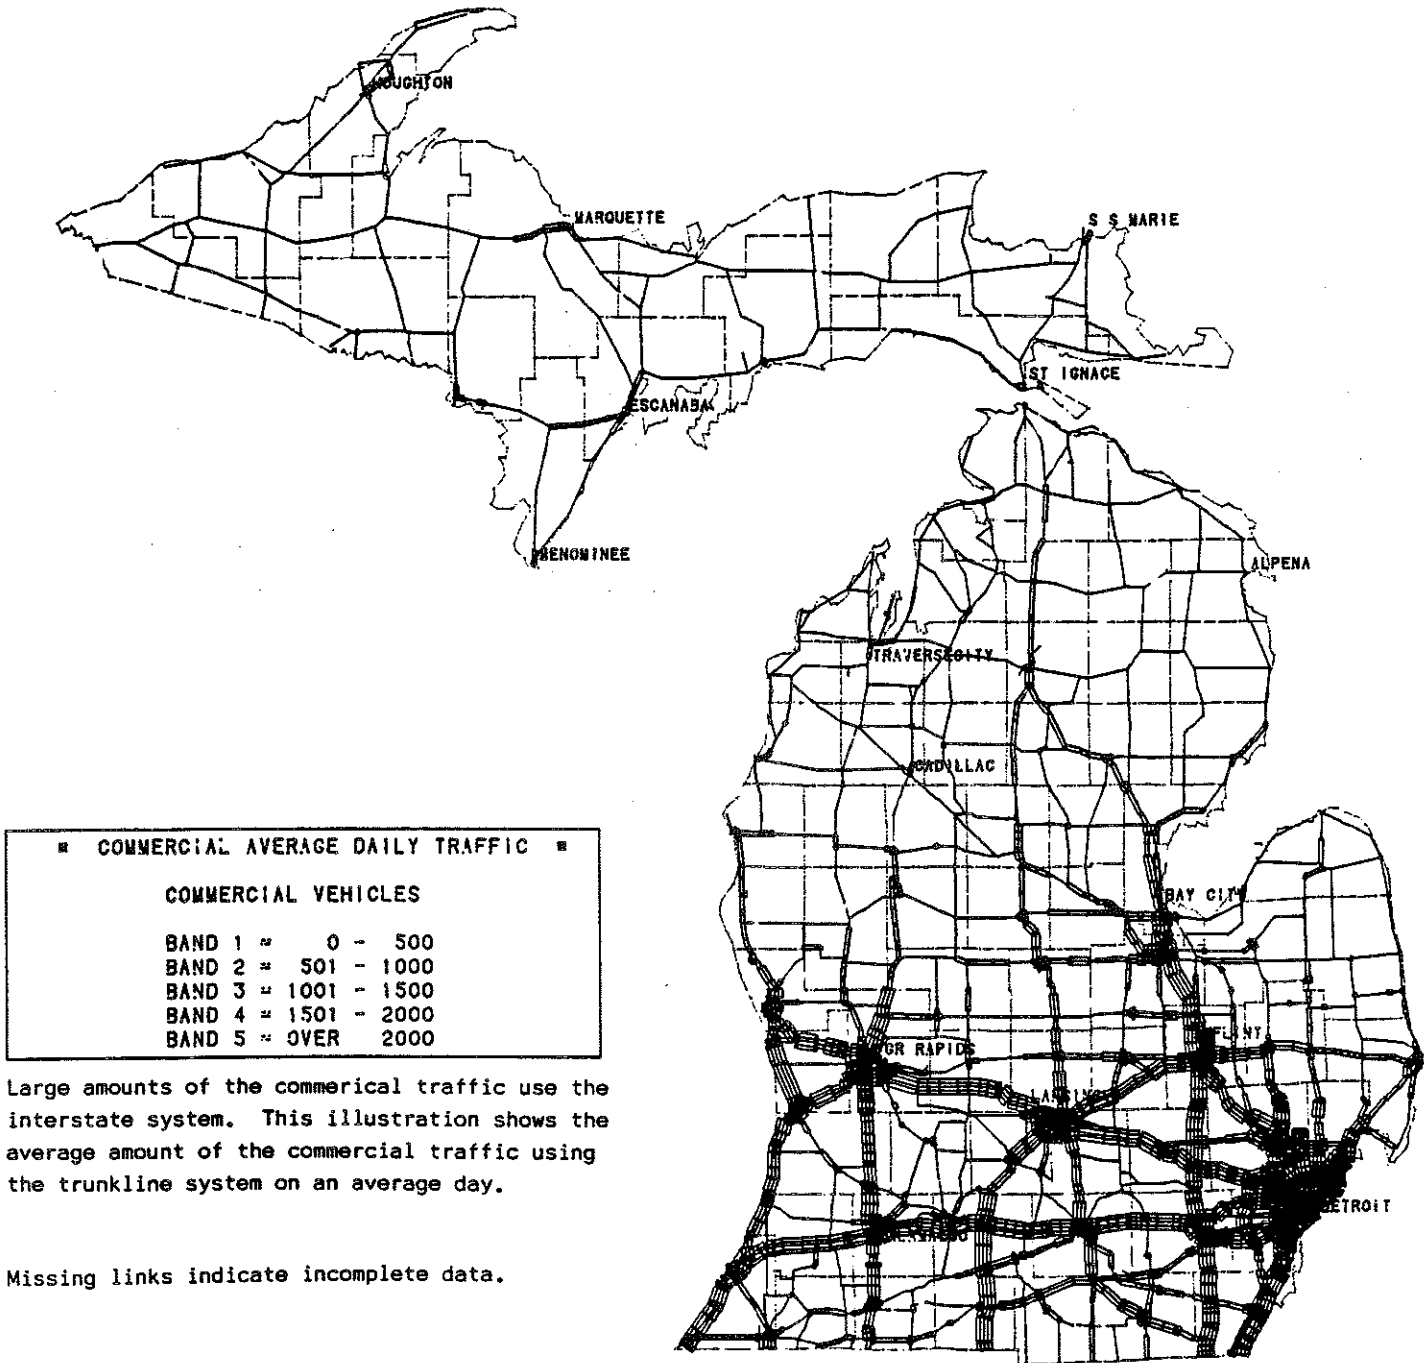 HOUGHTON
MARQUETTE
S S MARIE
ST IGNACE
ESCANABA
MENOMINEE
ALPENA
TRAVERSECITY
CADILLAC
COMMERCIAL AVERAGE DAILY TRAFFIC
COMMERCIAL VEHICLES
BAND 1 = 0 - 500
BAND 2 = 501 - 1000
BAND 3 = 1001 - 1500
BAND 4 = 1501 - 2000
BAND 5 = OVER 2000
BAY CITY
FLINT
GR RAPIDS
LANSING
DETROIT
Large amounts of the commerical traffic use the
interstate system. This illustration shows the
average amount of the commercial traffic using
the trunkline system on an average day.
Missing links indicate incomplete data.